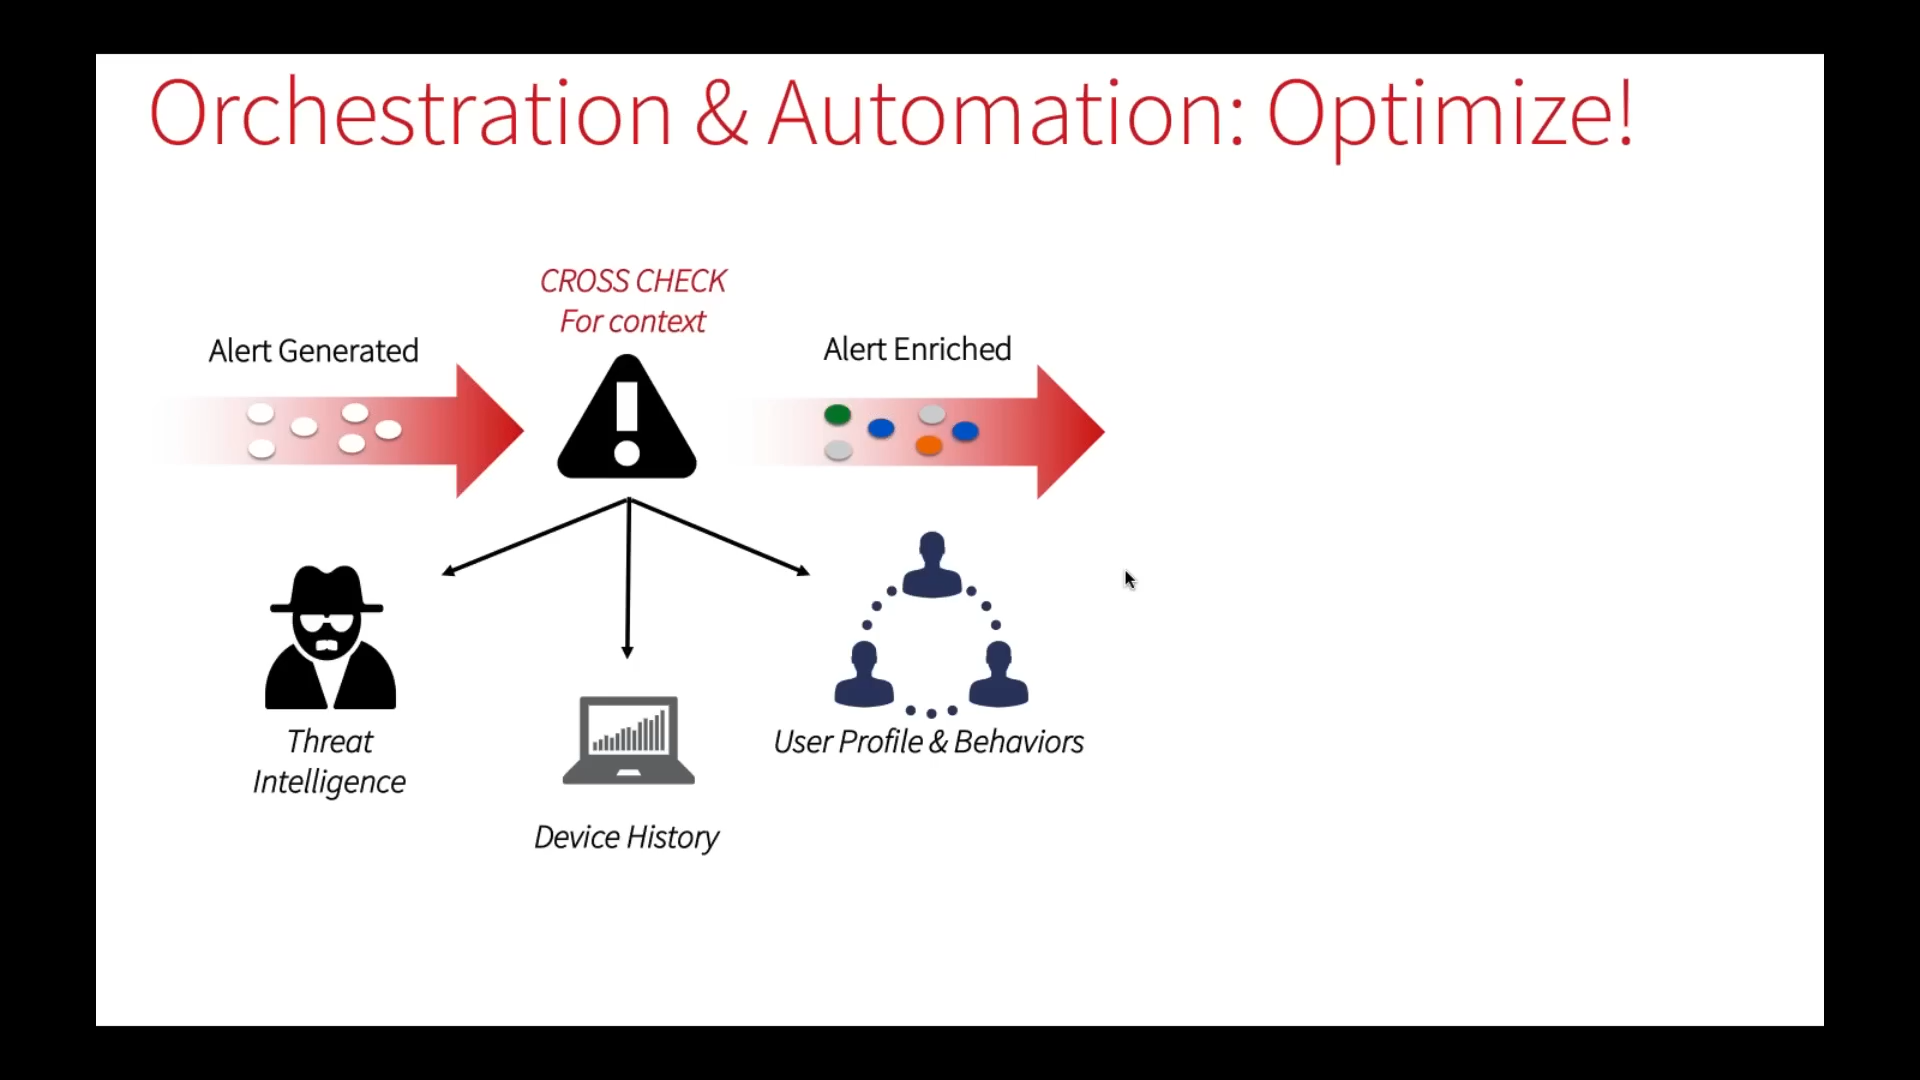 Orchestration & Automation: Optimize!
CROSS CHECK
For context
Alert Generated
Alert Enriched
Threat
Intelligence
User Profile & Behaviors
Device History